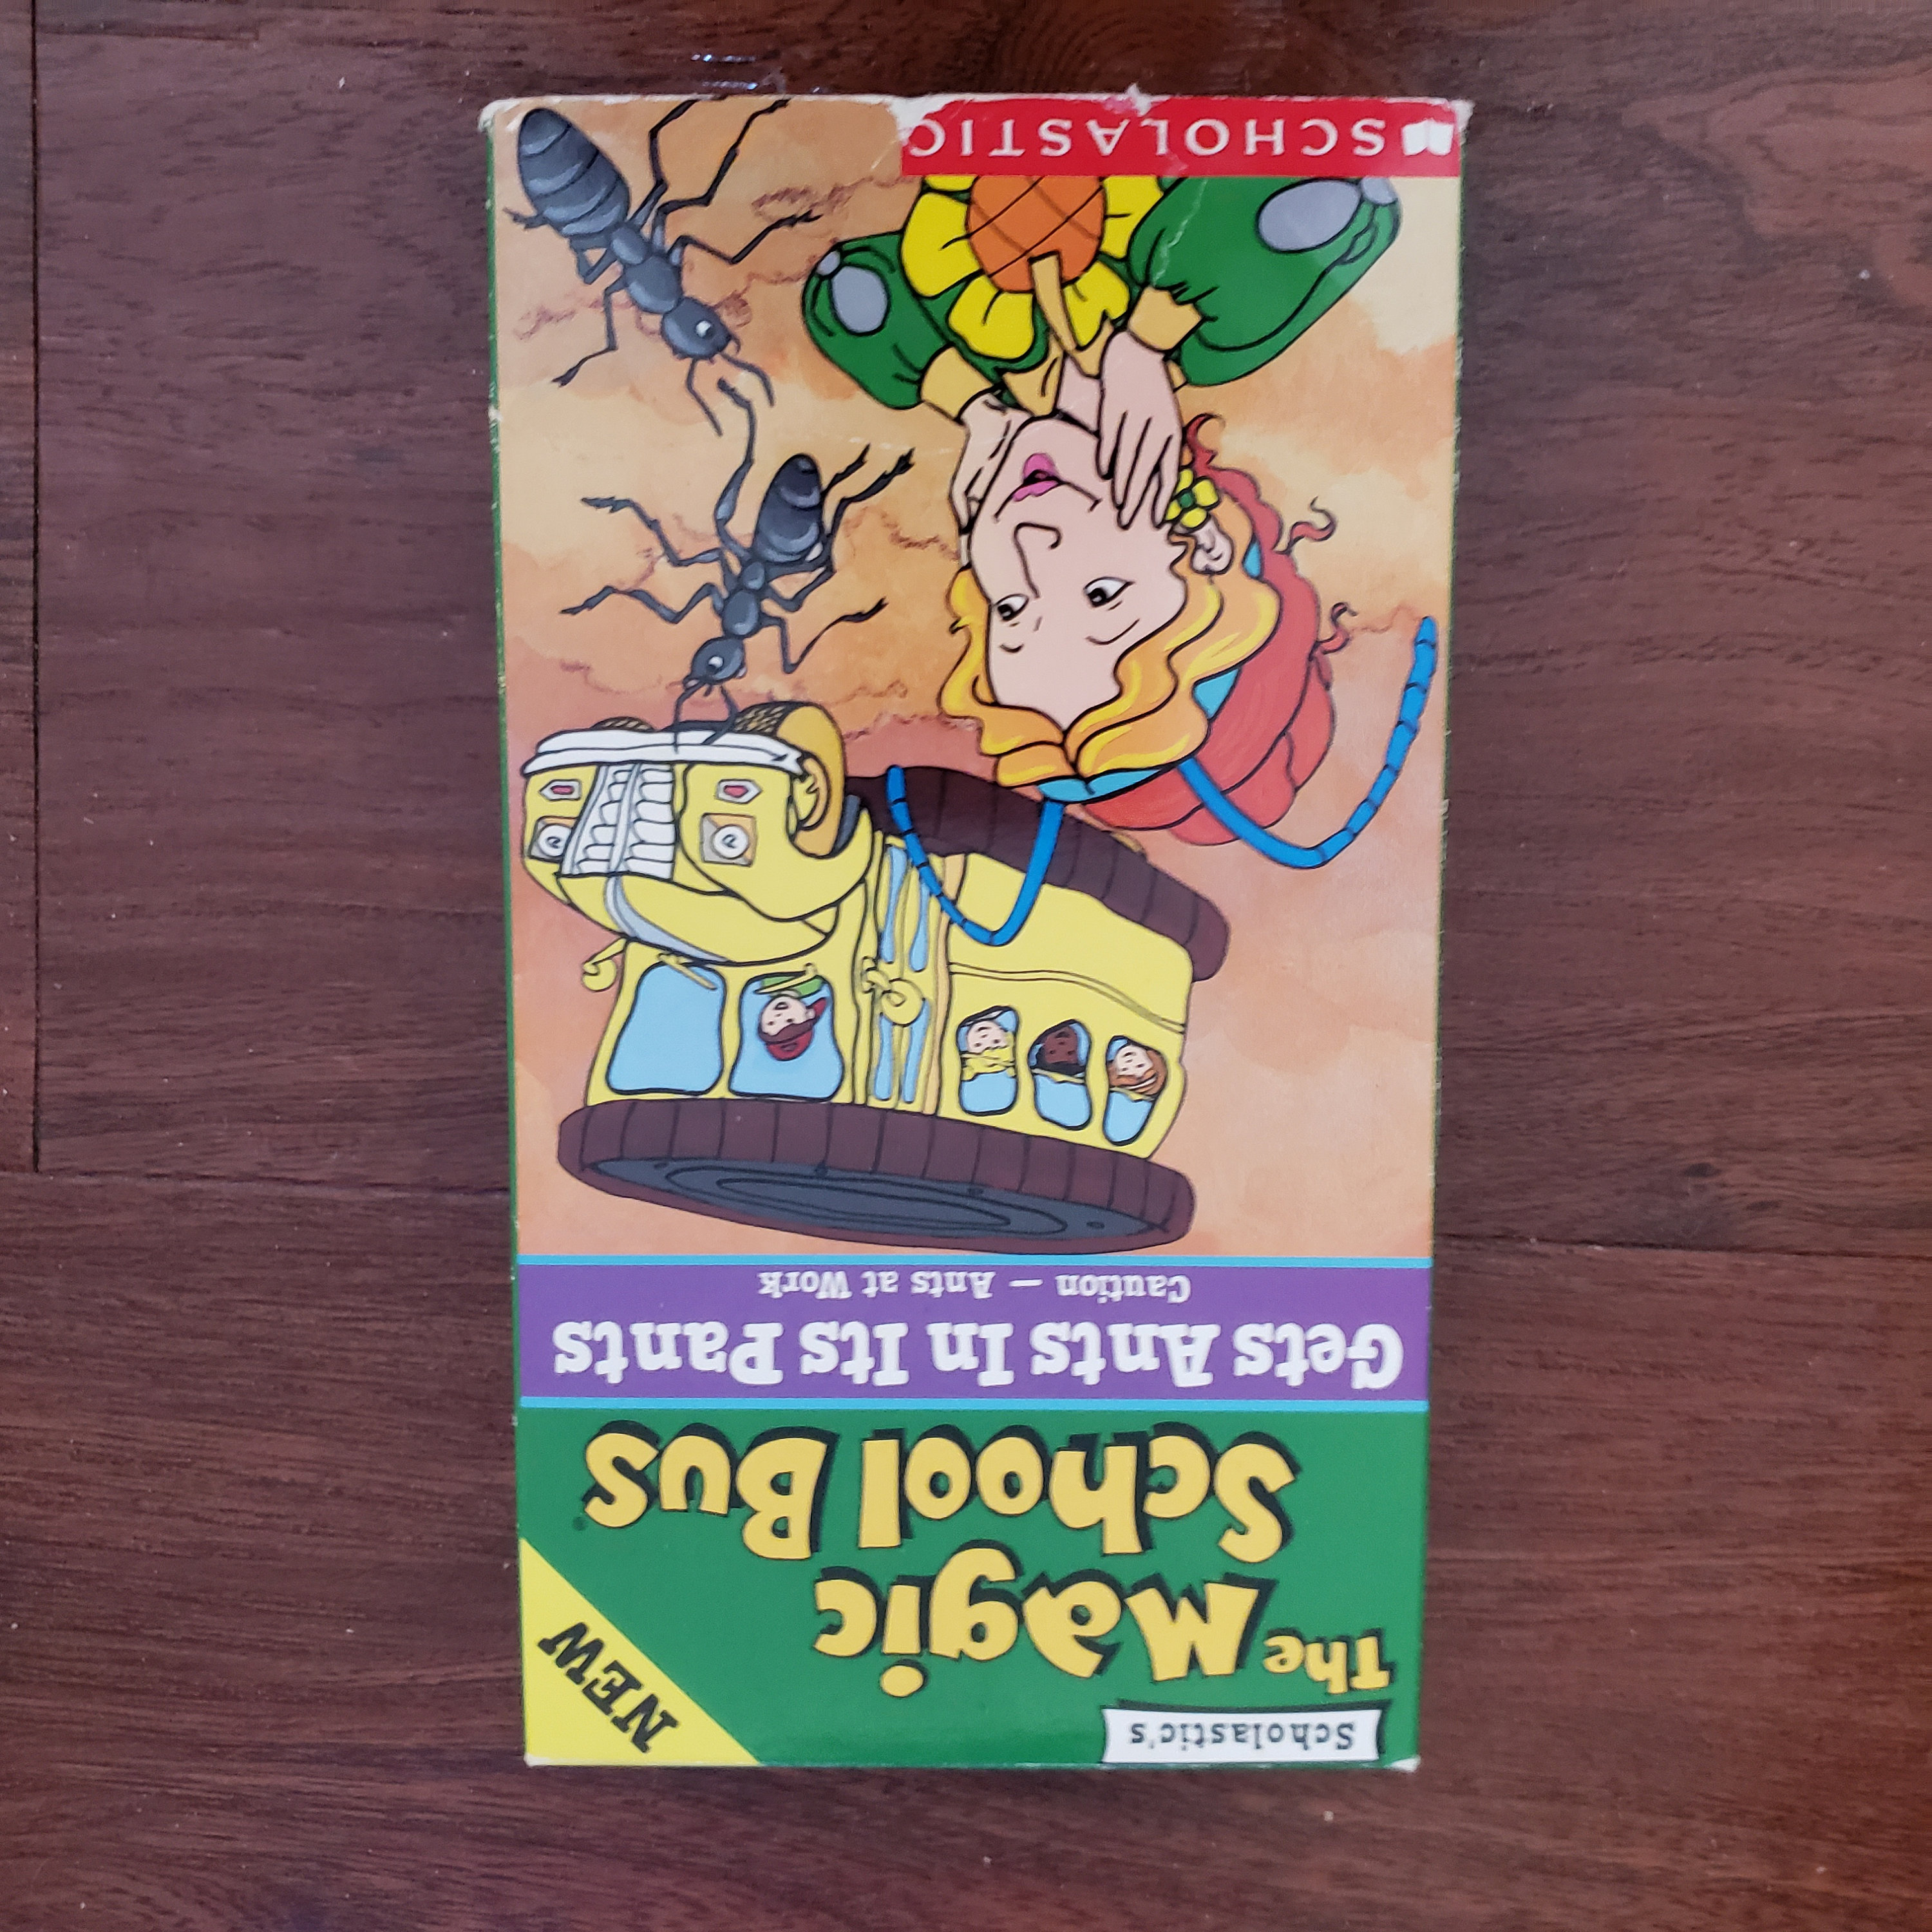 Scholastic's
The Magic
School Bus®
NEW
Gets Ants In Its Pants
Caution – Ants at Work
SCHOLASTIC